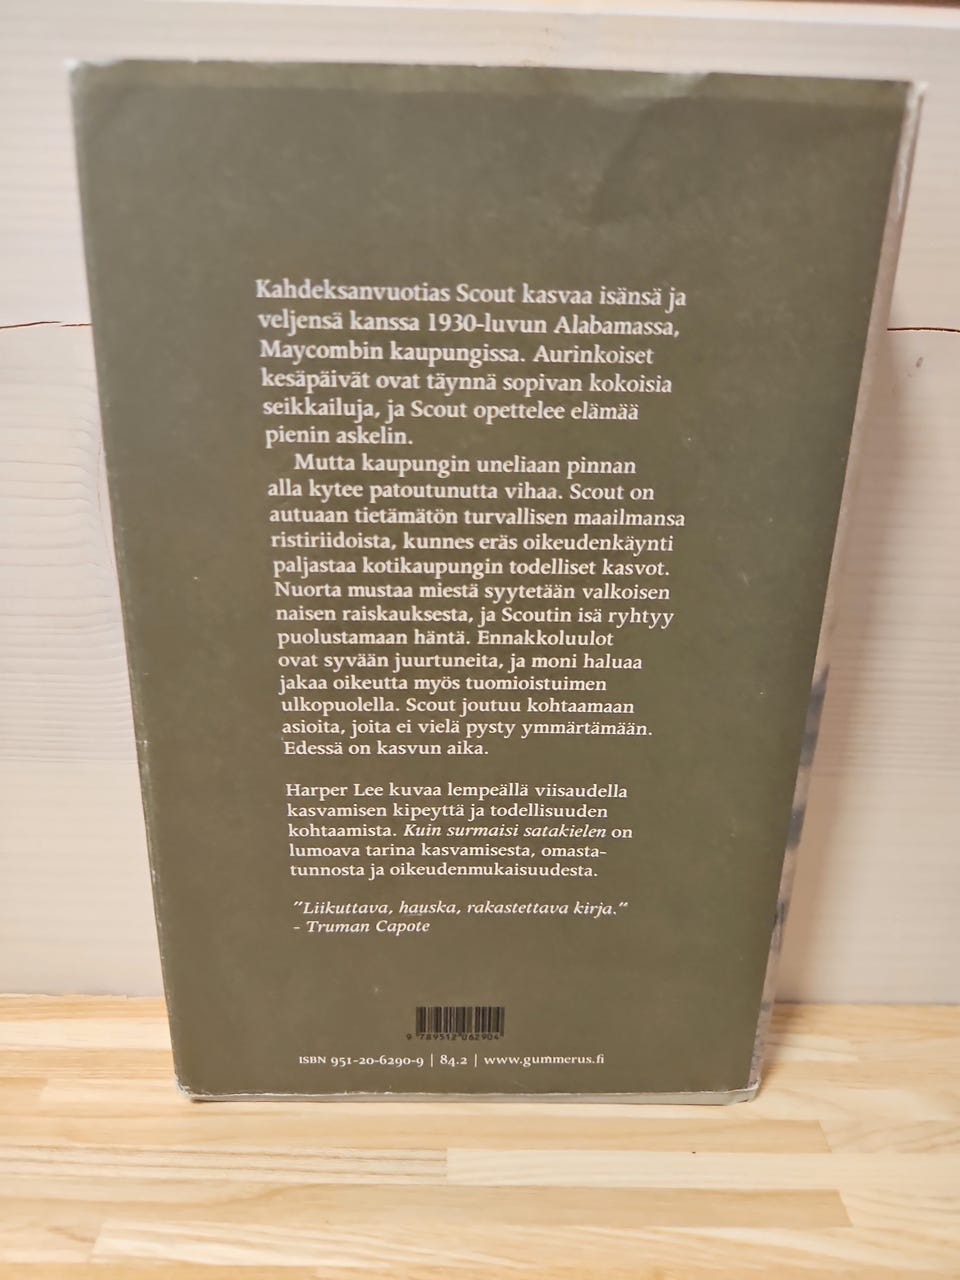 Kahdeksanvuotias Scout kasvaa isänsä ja
veljensä kanssa 1930-luvun Alabamassa,
Maycombin kaupungissa. Aurinkoiset
kesäpäivät ovat täynnä sopivan kokoisia
seikkailuja, ja Scout opettelee elämää
pienin askelin.
Mutta kaupungin uneliaan pinnan
alla kytee patoutunutta vihaa. Scout on
autuaan tietämätön turvallisen maailmansa
ristiriidoista, kunnes eräs oikeudenkäynti
paljastaa kotikaupungin todelliset kasvot.
Nuorta mustaa miestä syytetään valkoisen
naisen raiskauksesta, ja Scoutin isä ryhtyy
puolustamaan häntä. Ennakkoluulot
ovat syvään juurtuneita, ja moni haluaa
jakaa oikeutta myös tuomioistuimen
ulkopuolella. Scout joutuu kohtaamaan
asioita, joita ei vielä pysty ymmärtämään.
Edessä on kasvun aika.
Harper Lee kuvaa lempeällä viisaudella
kasvamisen kipeyttä ja todellisuuden
kohtaamista. Kuin surmaisi satakielen on
lumoava tarina kasvamisesta, omasta-
tunnosta ja oikeudenmukaisuudesta.
"Liikuttava, hauska, rakastettava kirja."
- Truman Capote
9 789512 062904
ISBN 951-20-6290-9 | 84.2 | www.gummerus.fi